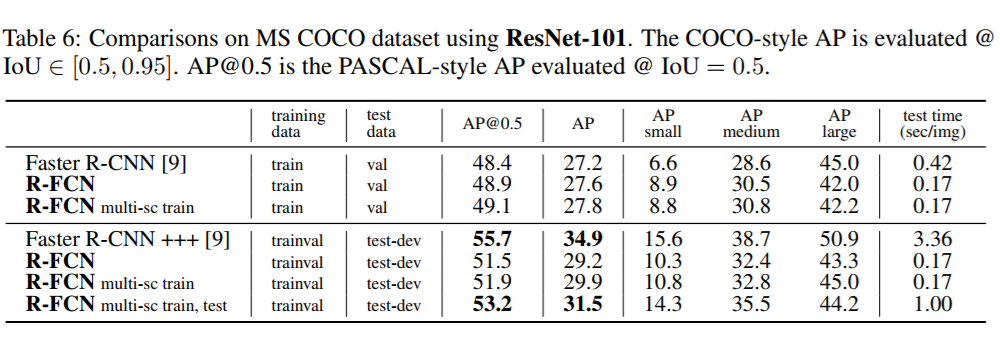 Table 6: Comparisons on MS COCO dataset using ResNet-101. The COCO-style AP is evaluated @
IoU ∈ [0.5, 0.95]. AP@0.5 is the PASCAL-style AP evaluated @ IoU = 0.5.
training data | test data | AP@0.5 | AP | AP small | AP medium | AP large | test time (sec/img)
Faster R-CNN [9] | train | val | 48.4 | 27.2 | 6.6 | 28.6 | 45.0 | 0.42
R-FCN | train | val | 48.9 | 27.6 | 8.9 | 30.5 | 42.0 | 0.17
R-FCN multi-sc train | train | val | 49.1 | 27.8 | 8.8 | 30.8 | 42.2 | 0.17
Faster R-CNN +++ [9] | trainval | test-dev | 55.7 | 34.9 | 15.6 | 38.7 | 50.9 | 3.36
R-FCN | trainval | test-dev | 51.5 | 29.2 | 10.3 | 32.4 | 43.3 | 0.17
R-FCN multi-sc train | trainval | test-dev | 51.9 | 29.9 | 10.8 | 32.8 | 45.0 | 0.17
R-FCN multi-sc train, test | trainval | test-dev | 53.2 | 31.5 | 14.3 | 35.5 | 44.2 | 1.00